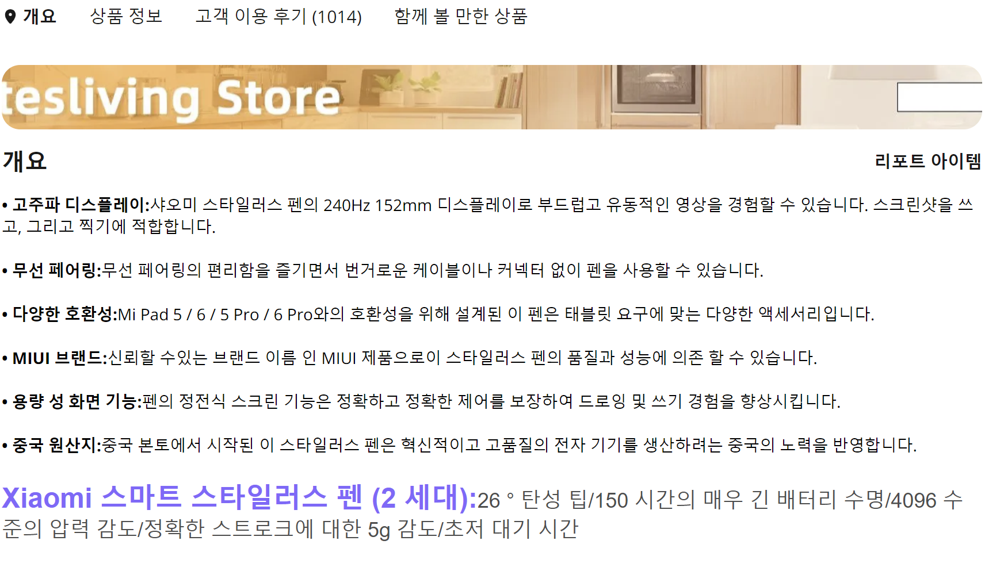 개요 상품 정보 고객 이용 후기 (1014) 함께 볼 만한 상품
tesliving Store
개요 리포트 아이템
• 고주파 디스플레이:샤오미 스타일러스 펜의 240Hz 152mm 디스플레이로 부드럽고 유동적인 영상을 경험할 수 있습니다. 스크린샷을 쓰
고, 그리고 찍기에 적합합니다.
• 무선 페어링:무선 페어링의 편리함을 즐기면서 번거로운 케이블이나 커넥터 없이 펜을 사용할 수 있습니다.
• 다양한 호환성:Mi Pad 5 / 6 / 5 Pro / 6 Pro와의 호환성을 위해 설계된 이 펜은 태블릿 요구에 맞는 다양한 액세서리입니다.
• MIUI 브랜드:신뢰할 수있는 브랜드 이름 인 MIUI 제품으로이 스타일러스 펜의 품질과 성능에 의존 할 수 있습니다.
• 용량 성 화면 기능:펜의 정전식 스크린 기능은 정확하고 정확한 제어를 보장하여 드로잉 및 쓰기 경험을 향상시킵니다.
• 중국 원산지:중국 본토에서 시작된 이 스타일러스 펜은 혁신적이고 고품질의 전자 기기를 생산하려는 중국의 노력을 반영합니다.
Xiaomi 스마트 스타일러스 펜 (2 세대):26 ° 탄성 팁/150 시간의 매우 긴 배터리 수명/4096 수
준의 압력 감도/정확한 스트로크에 대한 5g 감도/초저 대기 시간